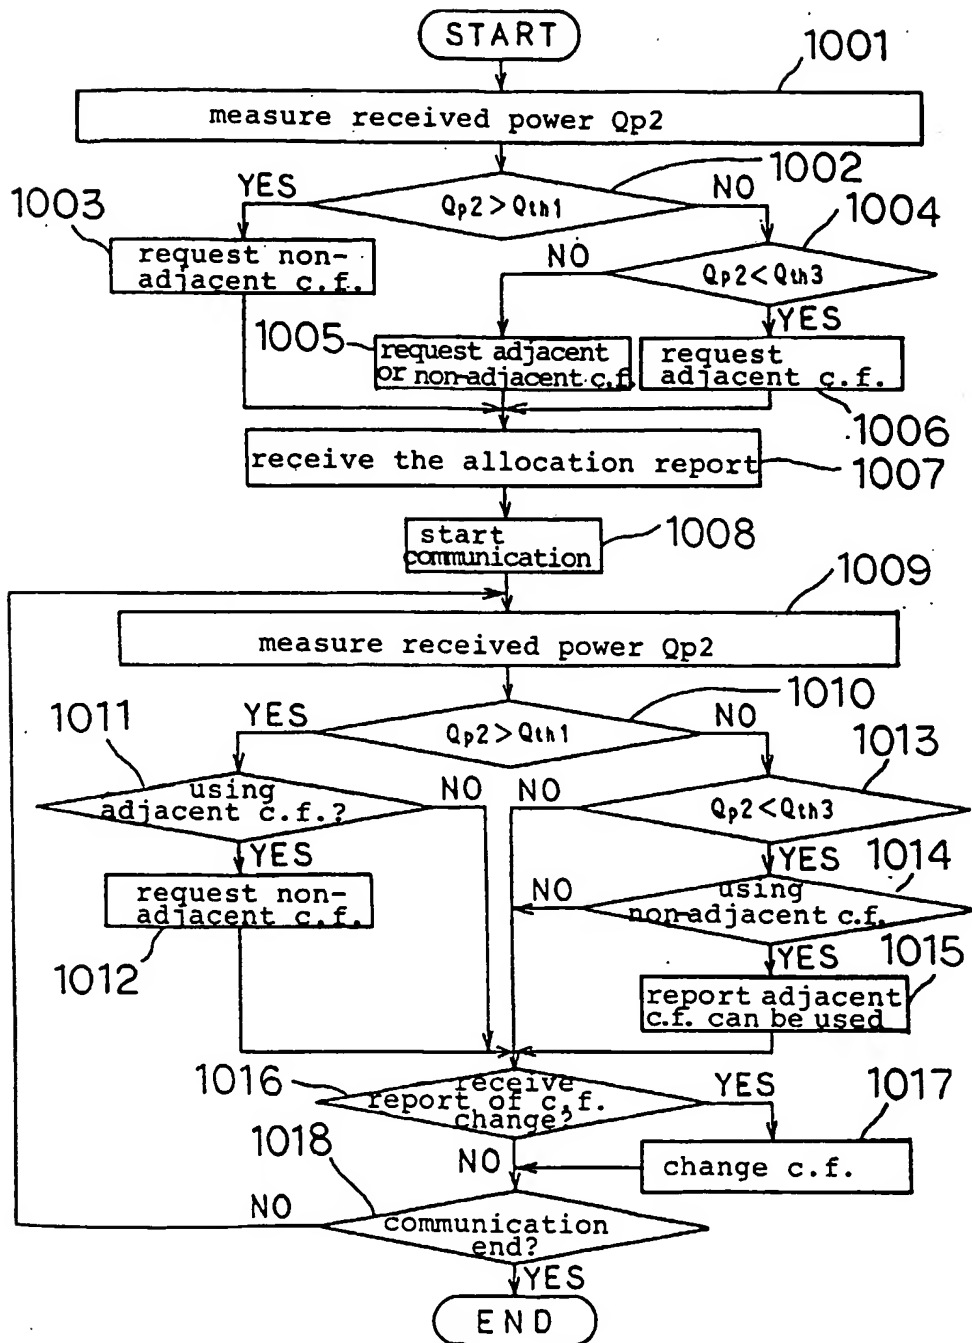 START
1001
measure received power Qp2
1002
YES
NO
1003
Qp2>Qth1
1004
request non-
adjacent c.f.
NO
Qp2<Qth3
YES
1005
request adjacent
or non-adjacent c.f.
request
adjacent c.f.
1006
receive the allocation report
1007
start
communication
1008
1009
measure received power Qp2
1010
1011
YES
NO
Qp2>Qth1
1013
using
adjacent c.f.?
NO
NO
Qp2<Qth3
YES
YES
1014
request non-
adjacent c.f.
NO
using
non-adjacent c.f.
1012
YES
1015
report adjacent
c.f. can be used
1016
receive
report of c.f.
change?
YES
1017
1018
NO
change c.f.
NO
communication
end?
YES
END